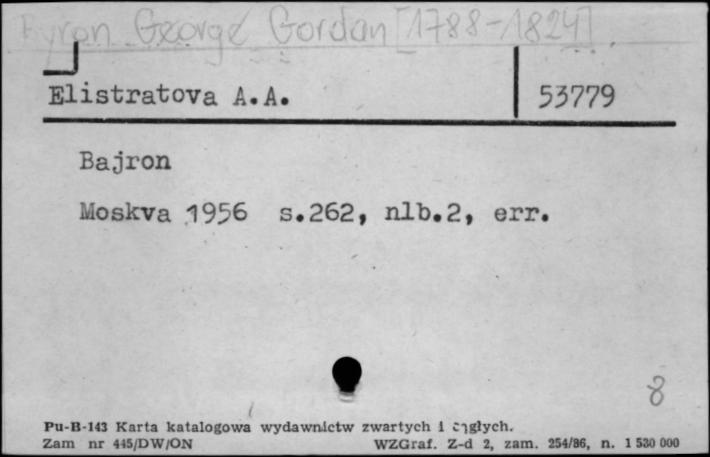 Byron George Gordon [1788-1824]
Elistratova A.A. 53779
Bajron
Moskva 1956 s.262, nlb.2, err.
8
Pu-B-143 Karta katalogowa wydawnictw zwartych i ciągłych.
Zam nr 445/DW/ON WZGraf. Z-d 2, zam. 254/86, n. 1 530 000